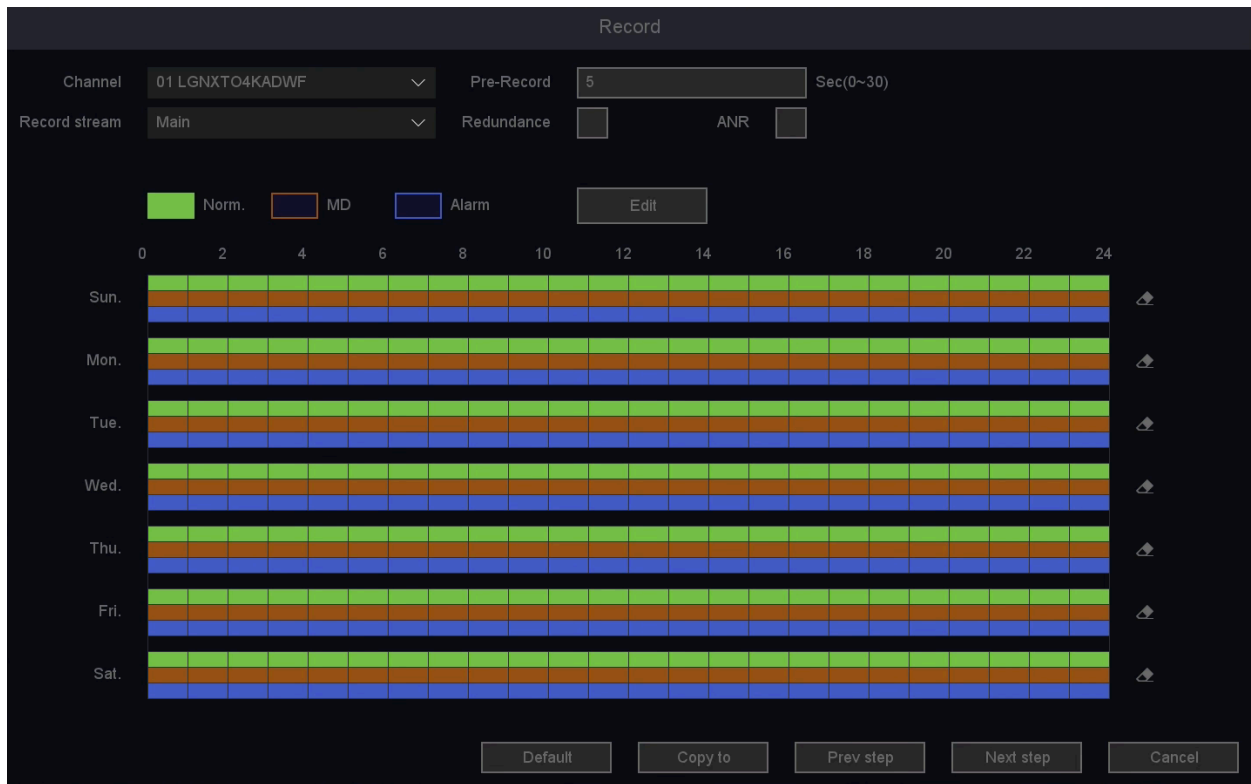 Record
Channel 01 LGNXTO4KADWF Pre-Record 5 Sec(0~30)
Record stream Main Redundance ANR
Norm. MD Alarm Edit
0 2 4 6 8 10 12 14 16 18 20 22 24
Sun.
Mon.
Tue.
Wed.
Thu.
Fri.
Sat.
Default Copy to Prev step Next step Cancel